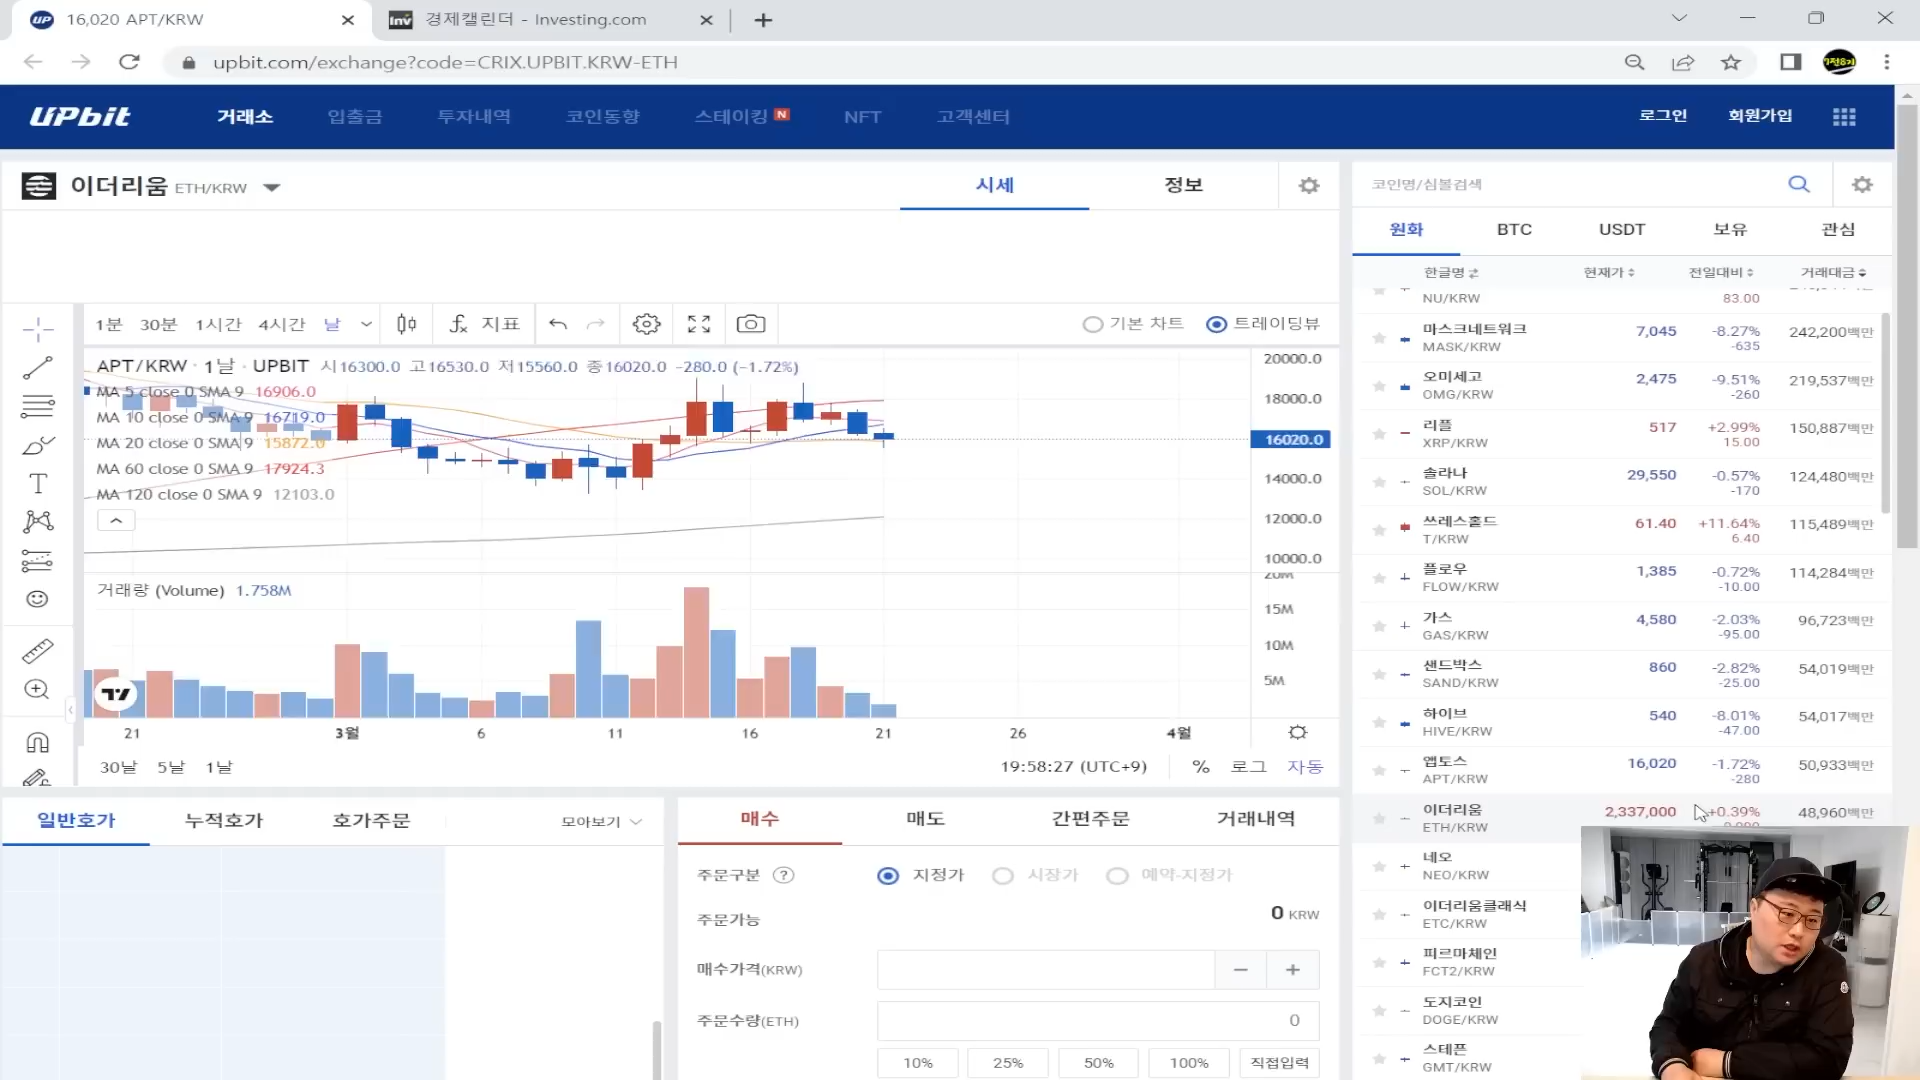 UP 16,020 APT/KRW
Inv 경제캘린더 - Investing.com
upbit.com/exchange?code=CRIX.UPBIT.KRW-ETH
UPbit 거래소 입출금 투자내역 코인동향 스테이킹 N NFT 고객센터 로그인 회원가입
이더리움 ETH/KRW 시세 정보
1분 30분 1시간 4시간 날 지표 기본 차트 트레이딩뷰
APT/KRW · 1날 · UPBIT 시16300.0 고16530.0 저15560.0 종16020.0 -280.0 (-1.72%)
MA 5 close 0 SMA 9 16906.0
MA 10 close 0 SMA 9 16719.0
MA 20 close 0 SMA 9 15872.0
MA 60 close 0 SMA 9 17924.3
MA 120 close 0 SMA 9 12103.0
20000.0
18000.0
16020.0
14000.0
12000.0
10000.0
거래량 (Volume) 1.758M
20M
15M
10M
5M
21 3월 6 11 16 21 26 4월
30날 5날 1날 19:58:27 (UTC+9) % 로그 자동
일반호가 누적호가 호가주문 모아보기
매수 매도 간편주문 거래내역
주문구분 ? 지정가 시장가 예약-지정가
주문가능 0 KRW
매수가격(KRW) − +
주문수량(ETH) 0
10% 25% 50% 100% 직접입력
코인명/심볼검색
원화 BTC USDT 보유 관심
한글명 현재가 전일대비 거래대금
NU/KRW 83.00
마스크네트워크 7,045 -8.27% 242,200백만
MASK/KRW -635
오미세고 2,475 -9.51% 219,537백만
OMG/KRW -260
리플 517 +2.99% 150,887백만
XRP/KRW 15.00
솔라나 29,550 -0.57% 124,480백만
SOL/KRW -170
쓰레스홀드 61.40 +11.64% 115,489백만
T/KRW 6.40
플로우 1,385 -0.72% 114,284백만
FLOW/KRW -10.00
가스 4,580 -2.03% 96,723백만
GAS/KRW -95.00
샌드박스 860 -2.82% 54,019백만
SAND/KRW -25.00
하이브 540 -8.01% 54,017백만
HIVE/KRW -47.00
앱토스 16,020 -1.72% 50,933백만
APT/KRW -280
이더리움 2,337,000 +0.39% 48,960백만
ETH/KRW
네오
NEO/KRW
이더리움클래식
ETC/KRW
피르마체인
FCT2/KRW
도지코인
DOGE/KRW
스테픈
GMT/KRW